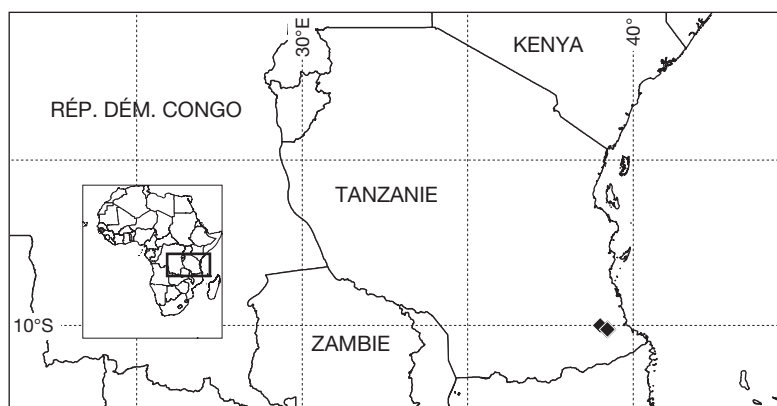 30°E
40°
KENYA
RÉP. DÉM. CONGO
TANZANIE
10°S
ZAMBIE